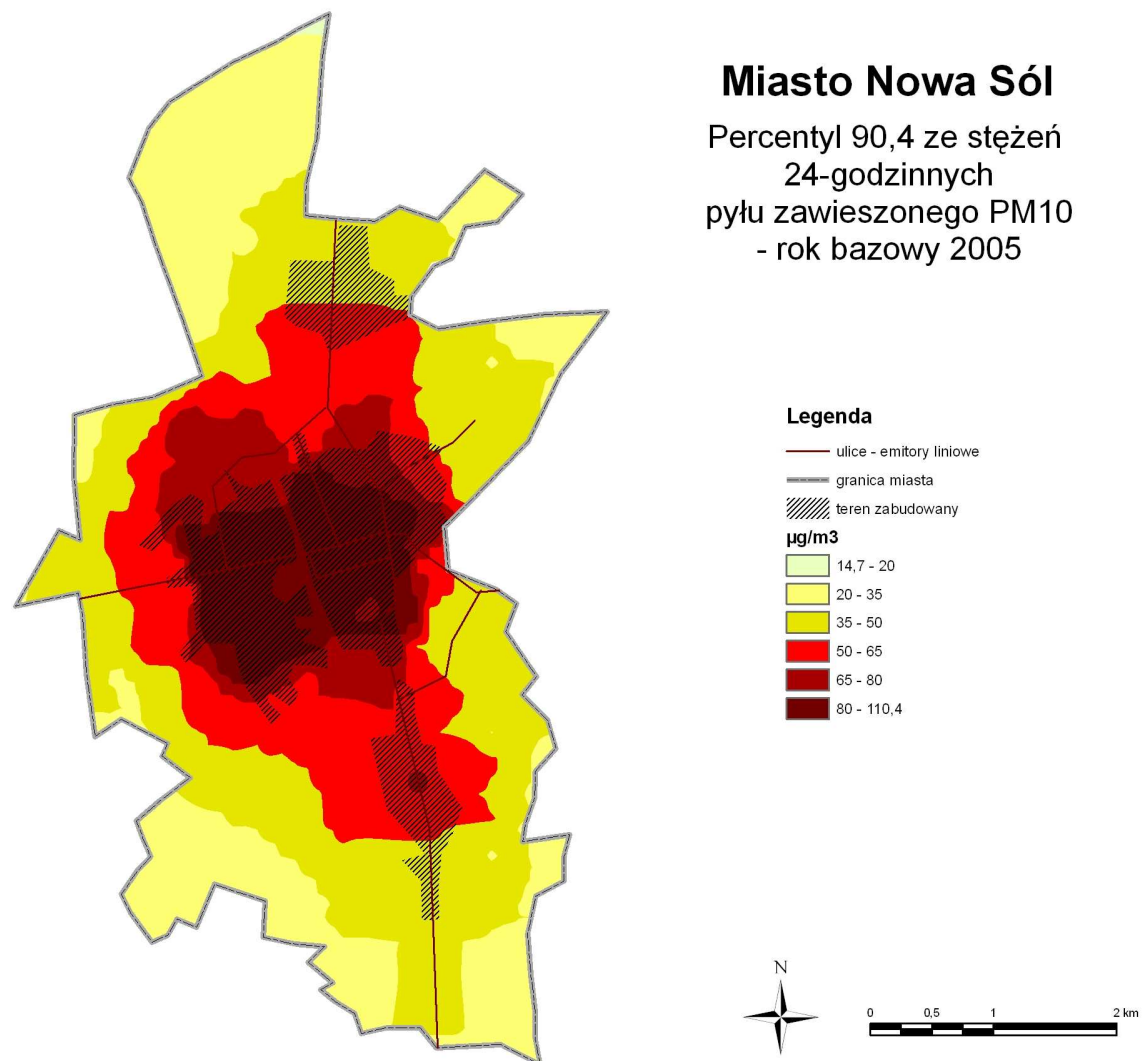 Miasto Nowa Sól
Percentyl 90,4 ze stężeń
24-godzinnych
pyłu zawieszonego PM10
- rok bazowy 2005
Legenda
ulice - emitory liniowe
granica miasta
teren zabudowany
µg/m3
14,7 - 20
20 - 35
35 - 50
50 - 65
65 - 80
80 - 110,4
N
0 0,5 1 2 km